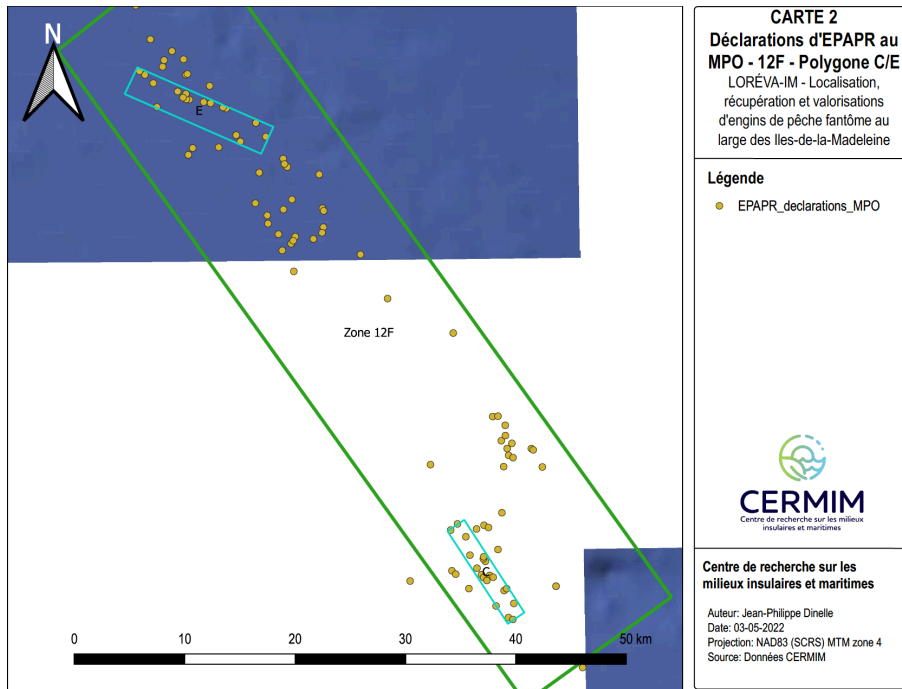 N
E
Zone 12F
C
0 10 20 30 40 50 km
CARTE 2
Déclarations d'EPAPR au
MPO - 12F - Polygone C/E
LORÉVA-IM - Localisation,
récupération et valorisations
d'engins de pêche fantôme au
large des Iles-de-la-Madeleine
Légende
EPAPR_declarations_MPO
CERMIM
Centre de recherche sur les milieux
insulaires et maritimes
Centre de recherche sur les
milieux insulaires et maritimes
Auteur: Jean-Philippe Dinelle
Date: 03-05-2022
Projection: NAD83 (SCRS) MTM zone 4
Source: Données CERMIM